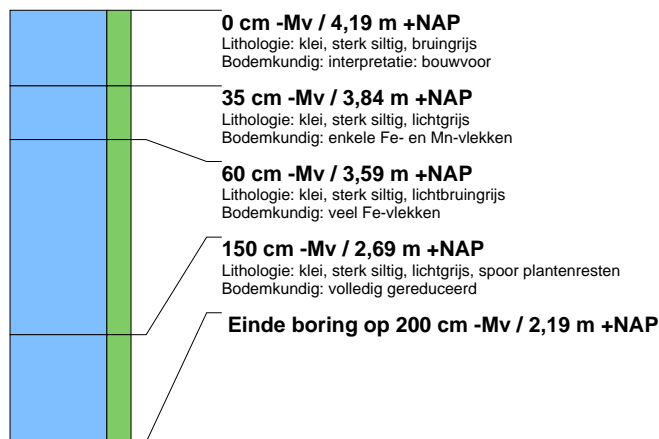 0 cm -Mv / 4,19 m +NAP
Lithologie: klei, sterk siltig, bruingrijs
Bodemkundig: interpretatie: bouwvoor
35 cm -Mv / 3,84 m +NAP
Lithologie: klei, sterk siltig, lichtgrijs
Bodemkundig: enkele Fe- en Mn-vlekken
60 cm -Mv / 3,59 m +NAP
Lithologie: klei, sterk siltig, lichtbruingrijs
Bodemkundig: veel Fe-vlekken
150 cm -Mv / 2,69 m +NAP
Lithologie: klei, sterk siltig, lichtgrijs, spoor plantenresten
Bodemkundig: volledig gereduceerd
Einde boring op 200 cm -Mv / 2,19 m +NAP